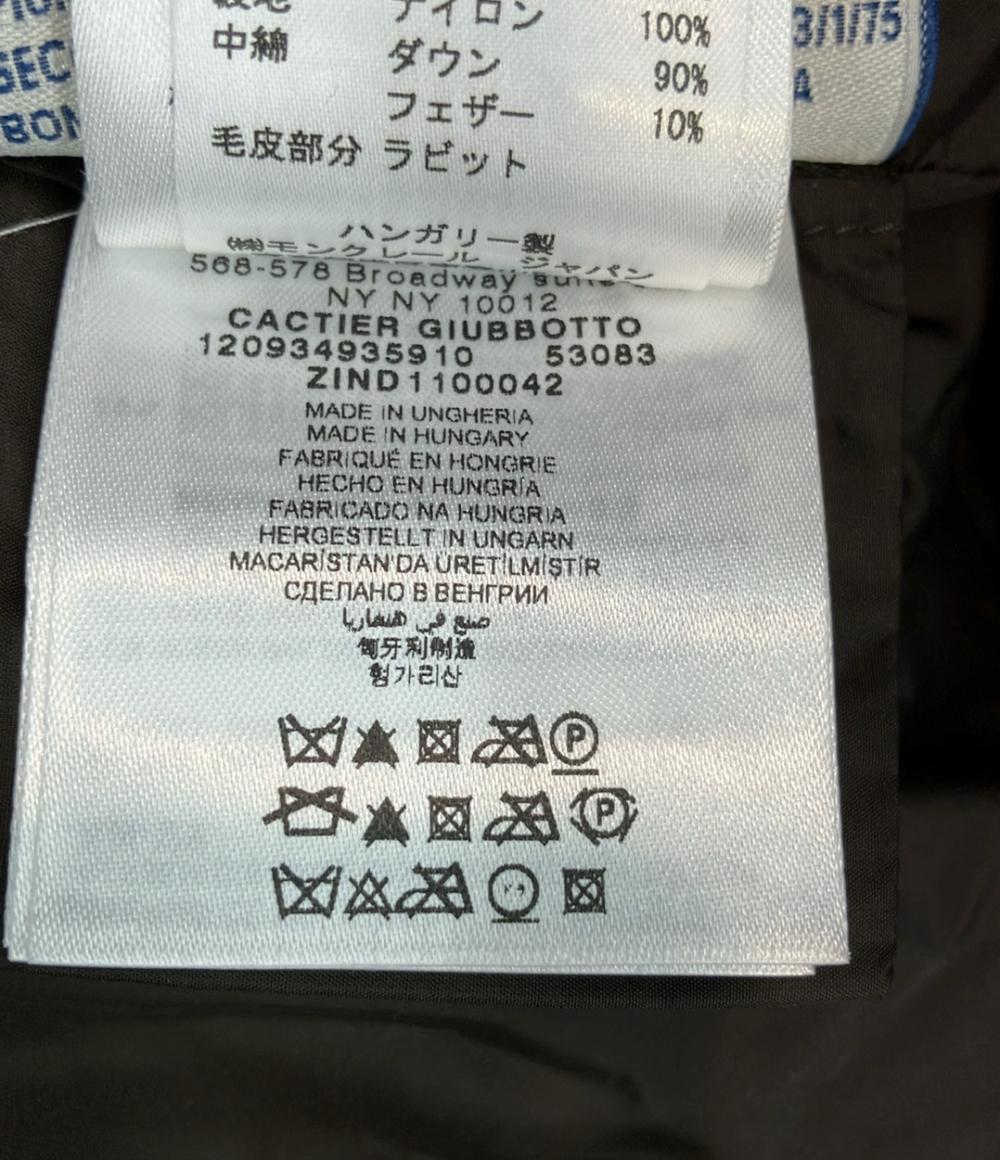 ナイロン 100%
中綿 ダウン 90%
フェザー 10%
毛皮部分 ラビット
ハンガリー製
㈱モンクレール ジャパン
3/1/75
568-578 Broadway
NY NY 10012
CACTIER GIUBBOTTO
120934935910 53083
ZIND1100042
MADE IN UNGHERIA
MADE IN HUNGARY
FABRIQUÉ EN HONGRIE
HECHO EN HUNGRÍA
FABRICADO NA HUNGRIA
HERGESTELLT IN UNGARN
MACARİSTAN'DA ÜRETİLMİŞTİR
СДЕЛАНО В ВЕНГРИИ
صنع في هنغاريا
匈牙利制造
헝가리산
P
P